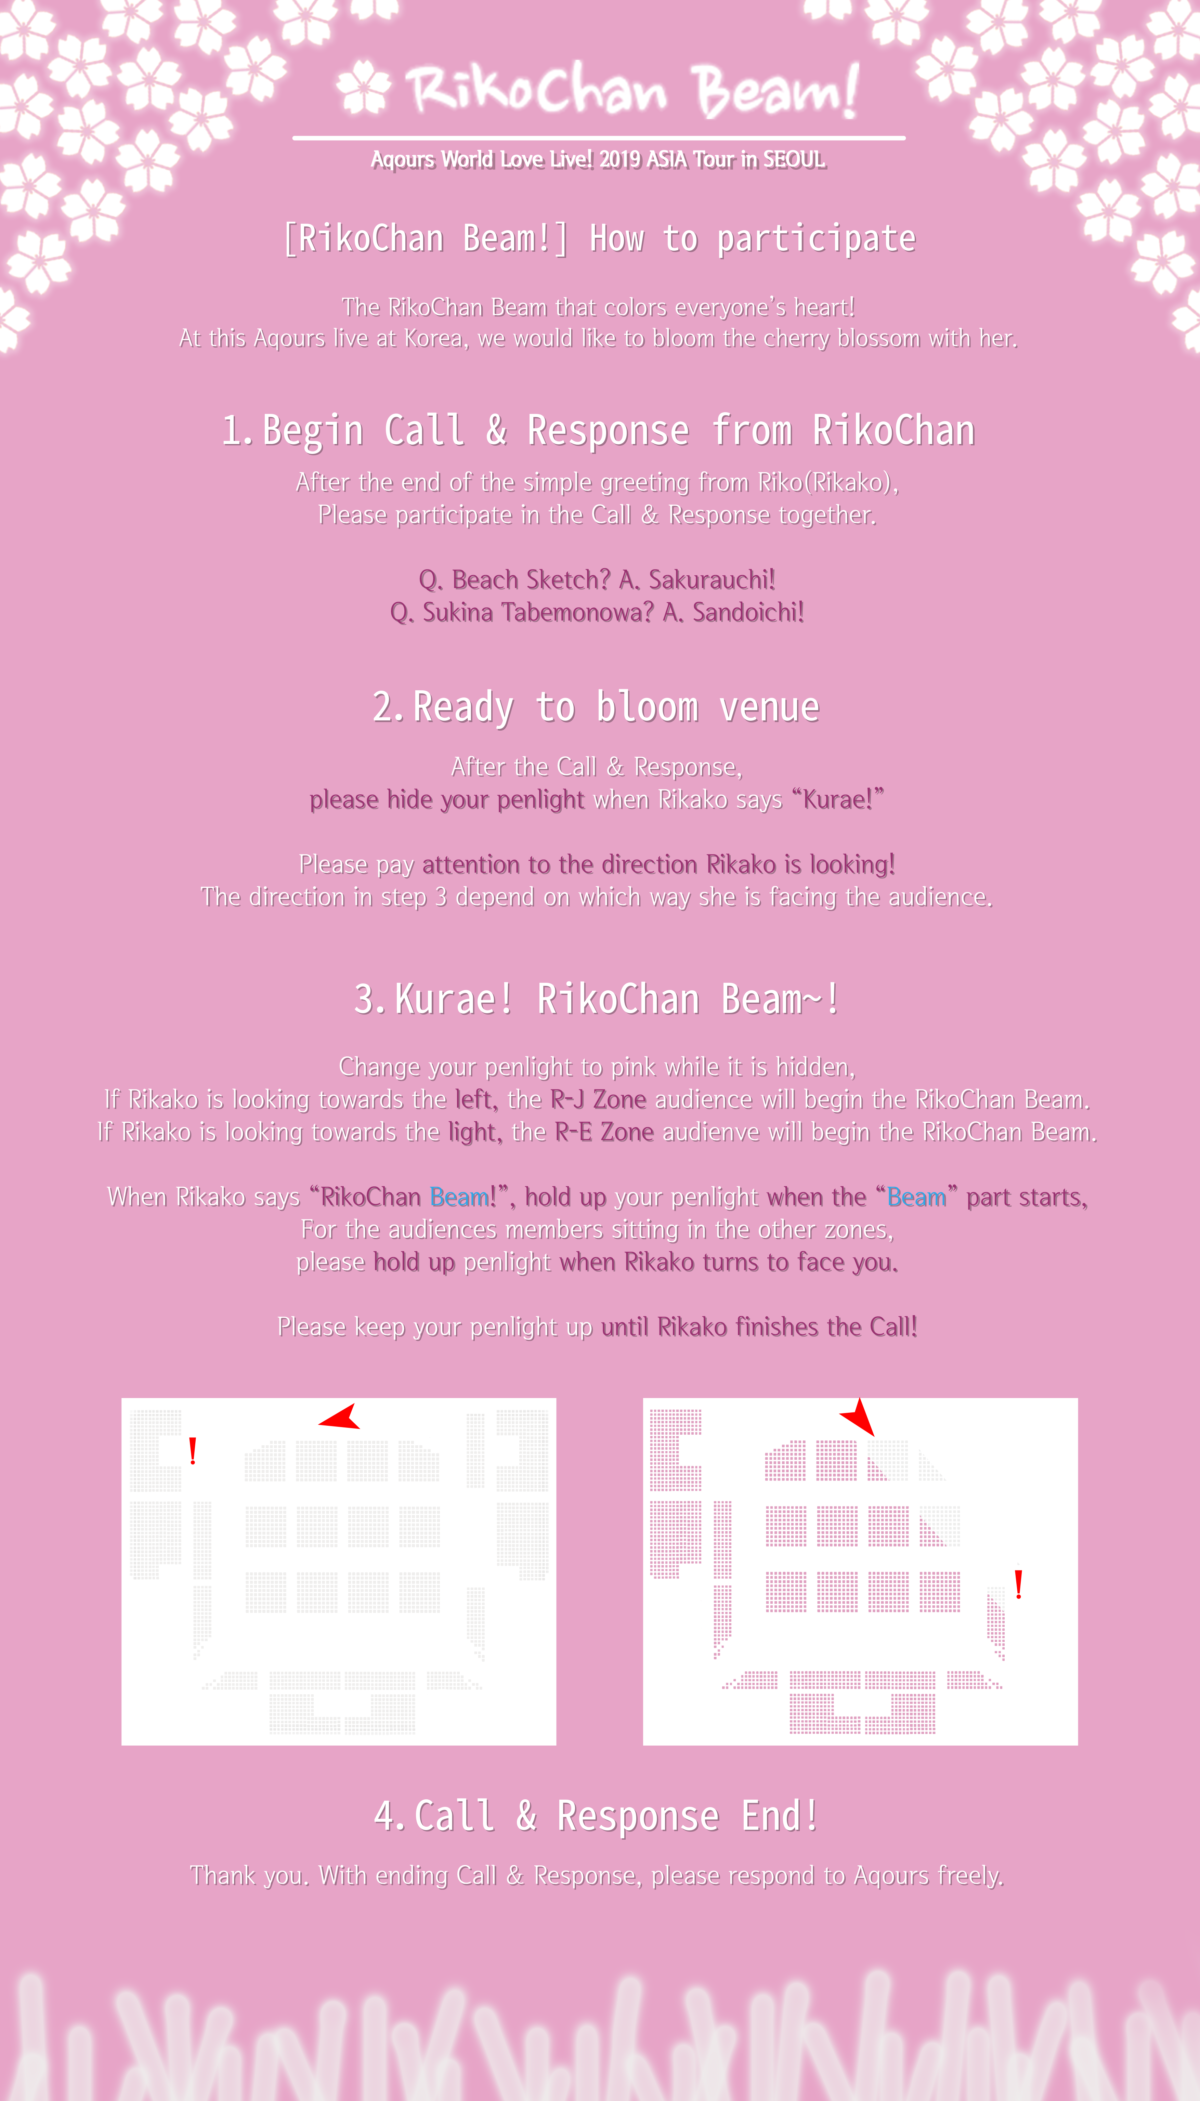 RikoChan Beam!
Aqours World Love Live! 2019 ASIA Tour in SEOUL
[RikoChan Beam!] How to participate
The RikoChan Beam that colors everyone's heart!
At this Aqours live at Korea, we would like to bloom the cherry blossom with her.
1.Begin Call & Response from RikoChan
After the end of the simple greeting from Riko(Rikako),
Please participate in the Call & Response together.
Q. Beach Sketch? A. Sakurauchi!
Q. Sukina Tabemonowa? A. Sandoichi!
2.Ready to bloom venue
After the Call & Response,
please hide your penlight when Rikako says “Kurae!”
Please pay attention to the direction Rikako is looking!
The direction in step 3 depend on which way she is facing the audience.
3.Kurae! RikoChan Beam~!
Change your penlight to pink while it is hidden,
If Rikako is looking towards the left, the R-J Zone audience will begin the RikoChan Beam.
If Rikako is looking towards the light, the R-E Zone audienve will begin the RikoChan Beam.
When Rikako says “RikoChan Beam!”, hold up your penlight when the “Beam” part starts,
For the audiences members sitting in the other zones,
please hold up penlight when Rikako turns to face you.
Please keep your penlight up until Rikako finishes the Call!
!
!
4.Call & Response End!
Thank you. With ending Call & Response, please respond to Aqours freely.